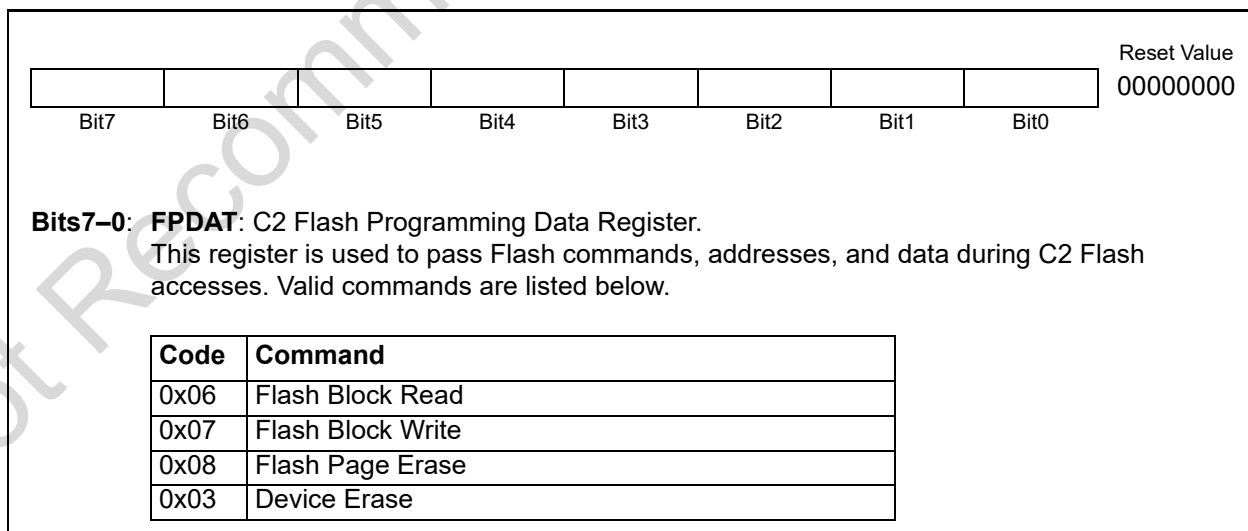 Reset Value
00000000
Bit7 Bit6 Bit5 Bit4 Bit3 Bit2 Bit1 Bit0
Bits7–0: FPDAT: C2 Flash Programming Data Register.
This register is used to pass Flash commands, addresses, and data during C2 Flash
accesses. Valid commands are listed below.
Code Command
0x06 Flash Block Read
0x07 Flash Block Write
0x08 Flash Page Erase
0x03 Device Erase